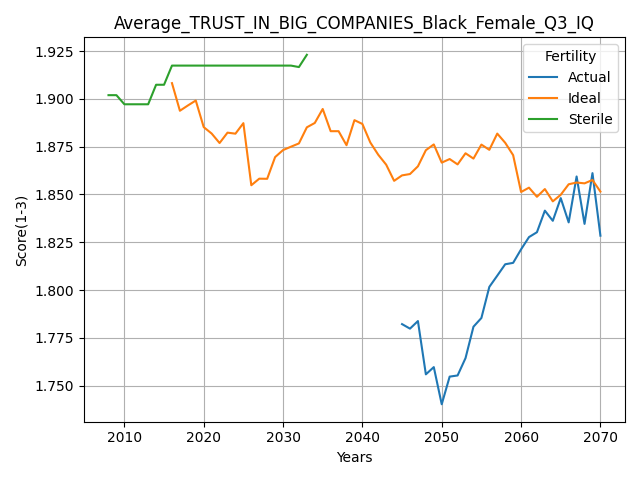 Average_TRUST_IN_BIG_COMPANIES_Black_Female_Q3_IQ
Fertility
Actual
Ideal
Sterile
Score(1-3)
1.925
1.900
1.875
1.850
1.825
1.800
1.775
1.750
2010
2020
2030
2040
2050
2060
2070
Years